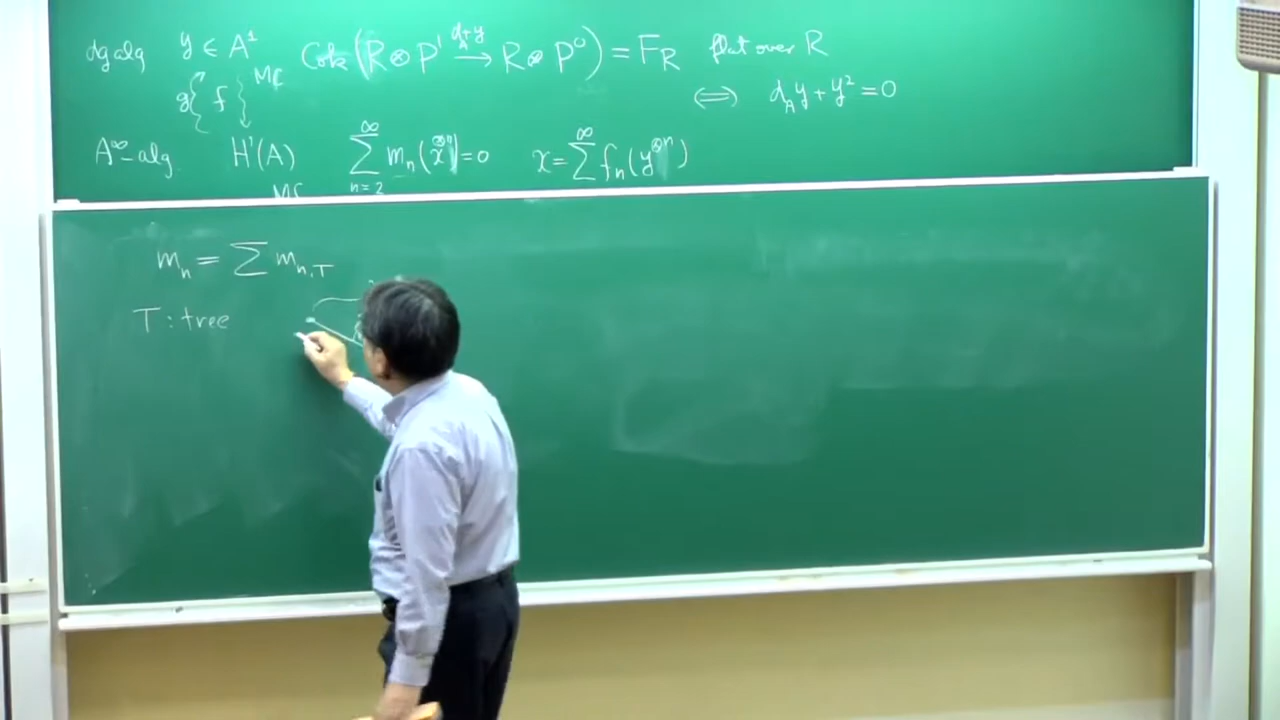 dg alg y ∈ A¹ Cok (R ⊗ P¹ --d_A+y--> R ⊗ P⁰) = F_R flat over R
g{ f } MC ⟺ d_A y + y² = 0
A^∞-alg H¹(A) ∑_{n=2}^∞ m_n(x^{⊗n}) = 0 x = ∑^∞ f_n(y^{⊗n})
MC
m_n = ∑ m_{n,T}
T : tree